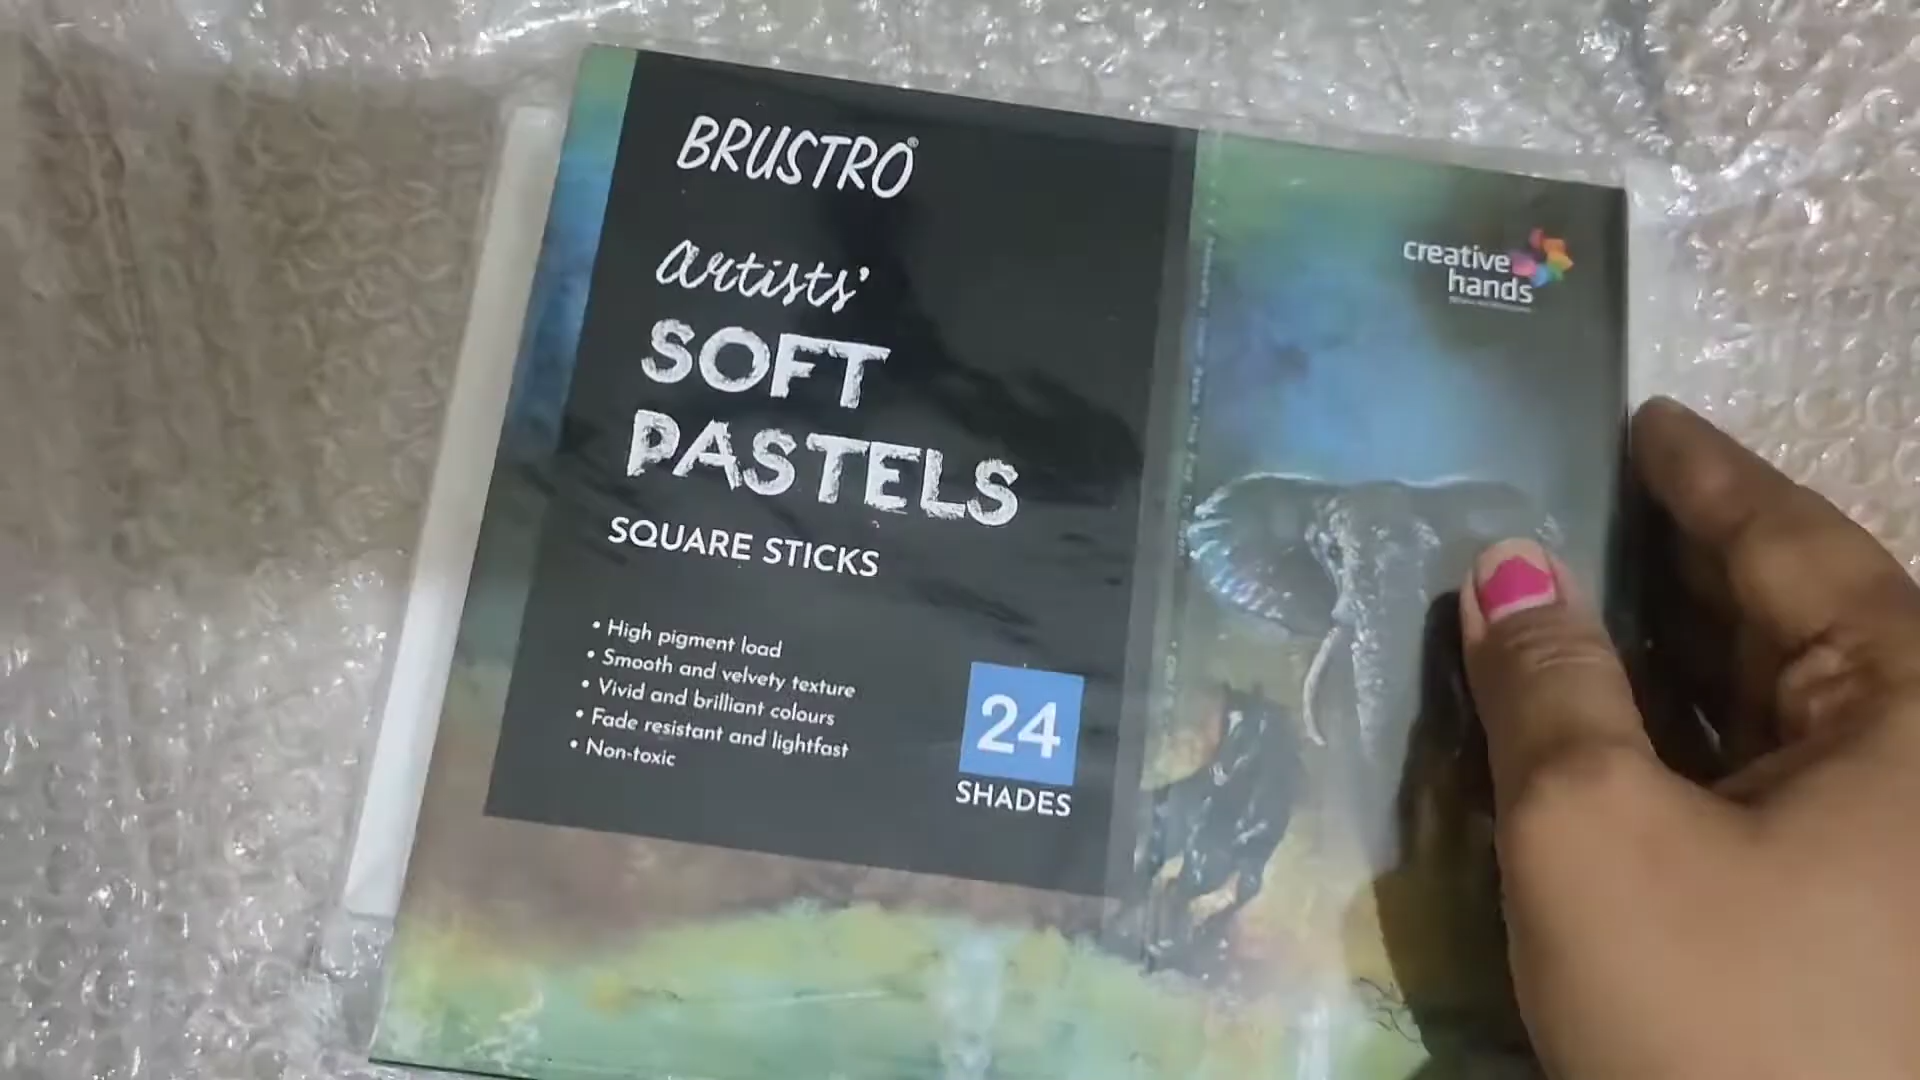 BRUSTRO®
artists'
SOFT
PASTELS
SQUARE STICKS
• High pigment load
• Smooth and velvety texture
• Vivid and brilliant colours
• Fade resistant and lightfast
• Non-toxic
24
SHADES
creative
hands